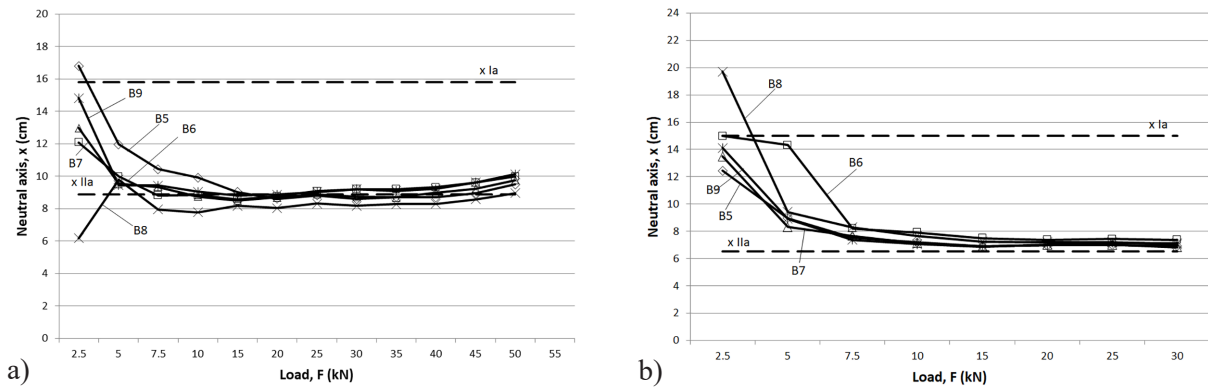 20
18
16
14
12
10
8
6
4
2
0
Neutral axis, x (cm)
x Ia
B9
B5
B6
B7
x IIa
B8
2.5 5 7.5 10 15 20 25 30 35 40 45 50 55
Load, F (kN)
a)
24
22
20
18
16
14
12
10
8
6
4
2
0
Neutral axis, x (cm)
B8
x Ia
B6
B9
B5
x IIa
B7
2.5 5 7.5 10 15 20 25 30
Load, F (kN)
b)